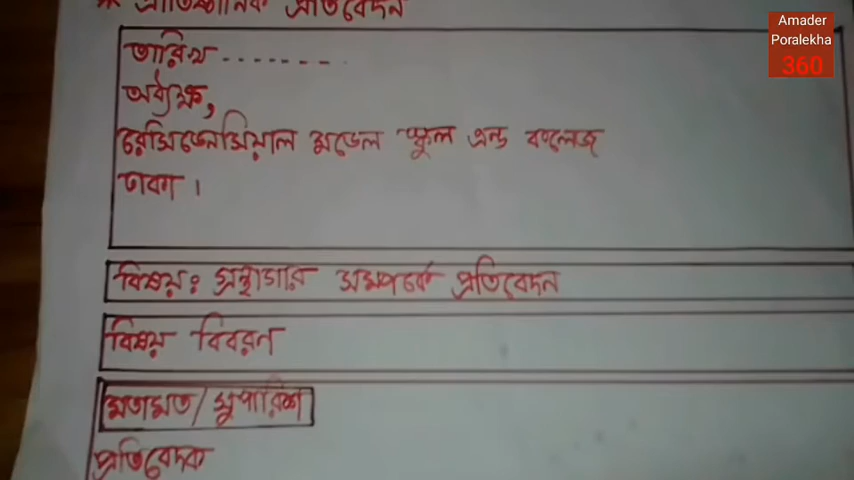 * প্রাতিষ্ঠানিক প্রতিবেদন
Amader
Poralekha
360
তারিখ ........
অধ্যক্ষ,
রেসিডেনসিয়াল মডেল স্কুল এন্ড কলেজ
ঢাকা।
বিষয়ঃ গ্রন্থাগার সম্পর্কে প্রতিবেদন
বিষয় বিবরণ
মতামত/সুপারিশ
প্রতিবেদক